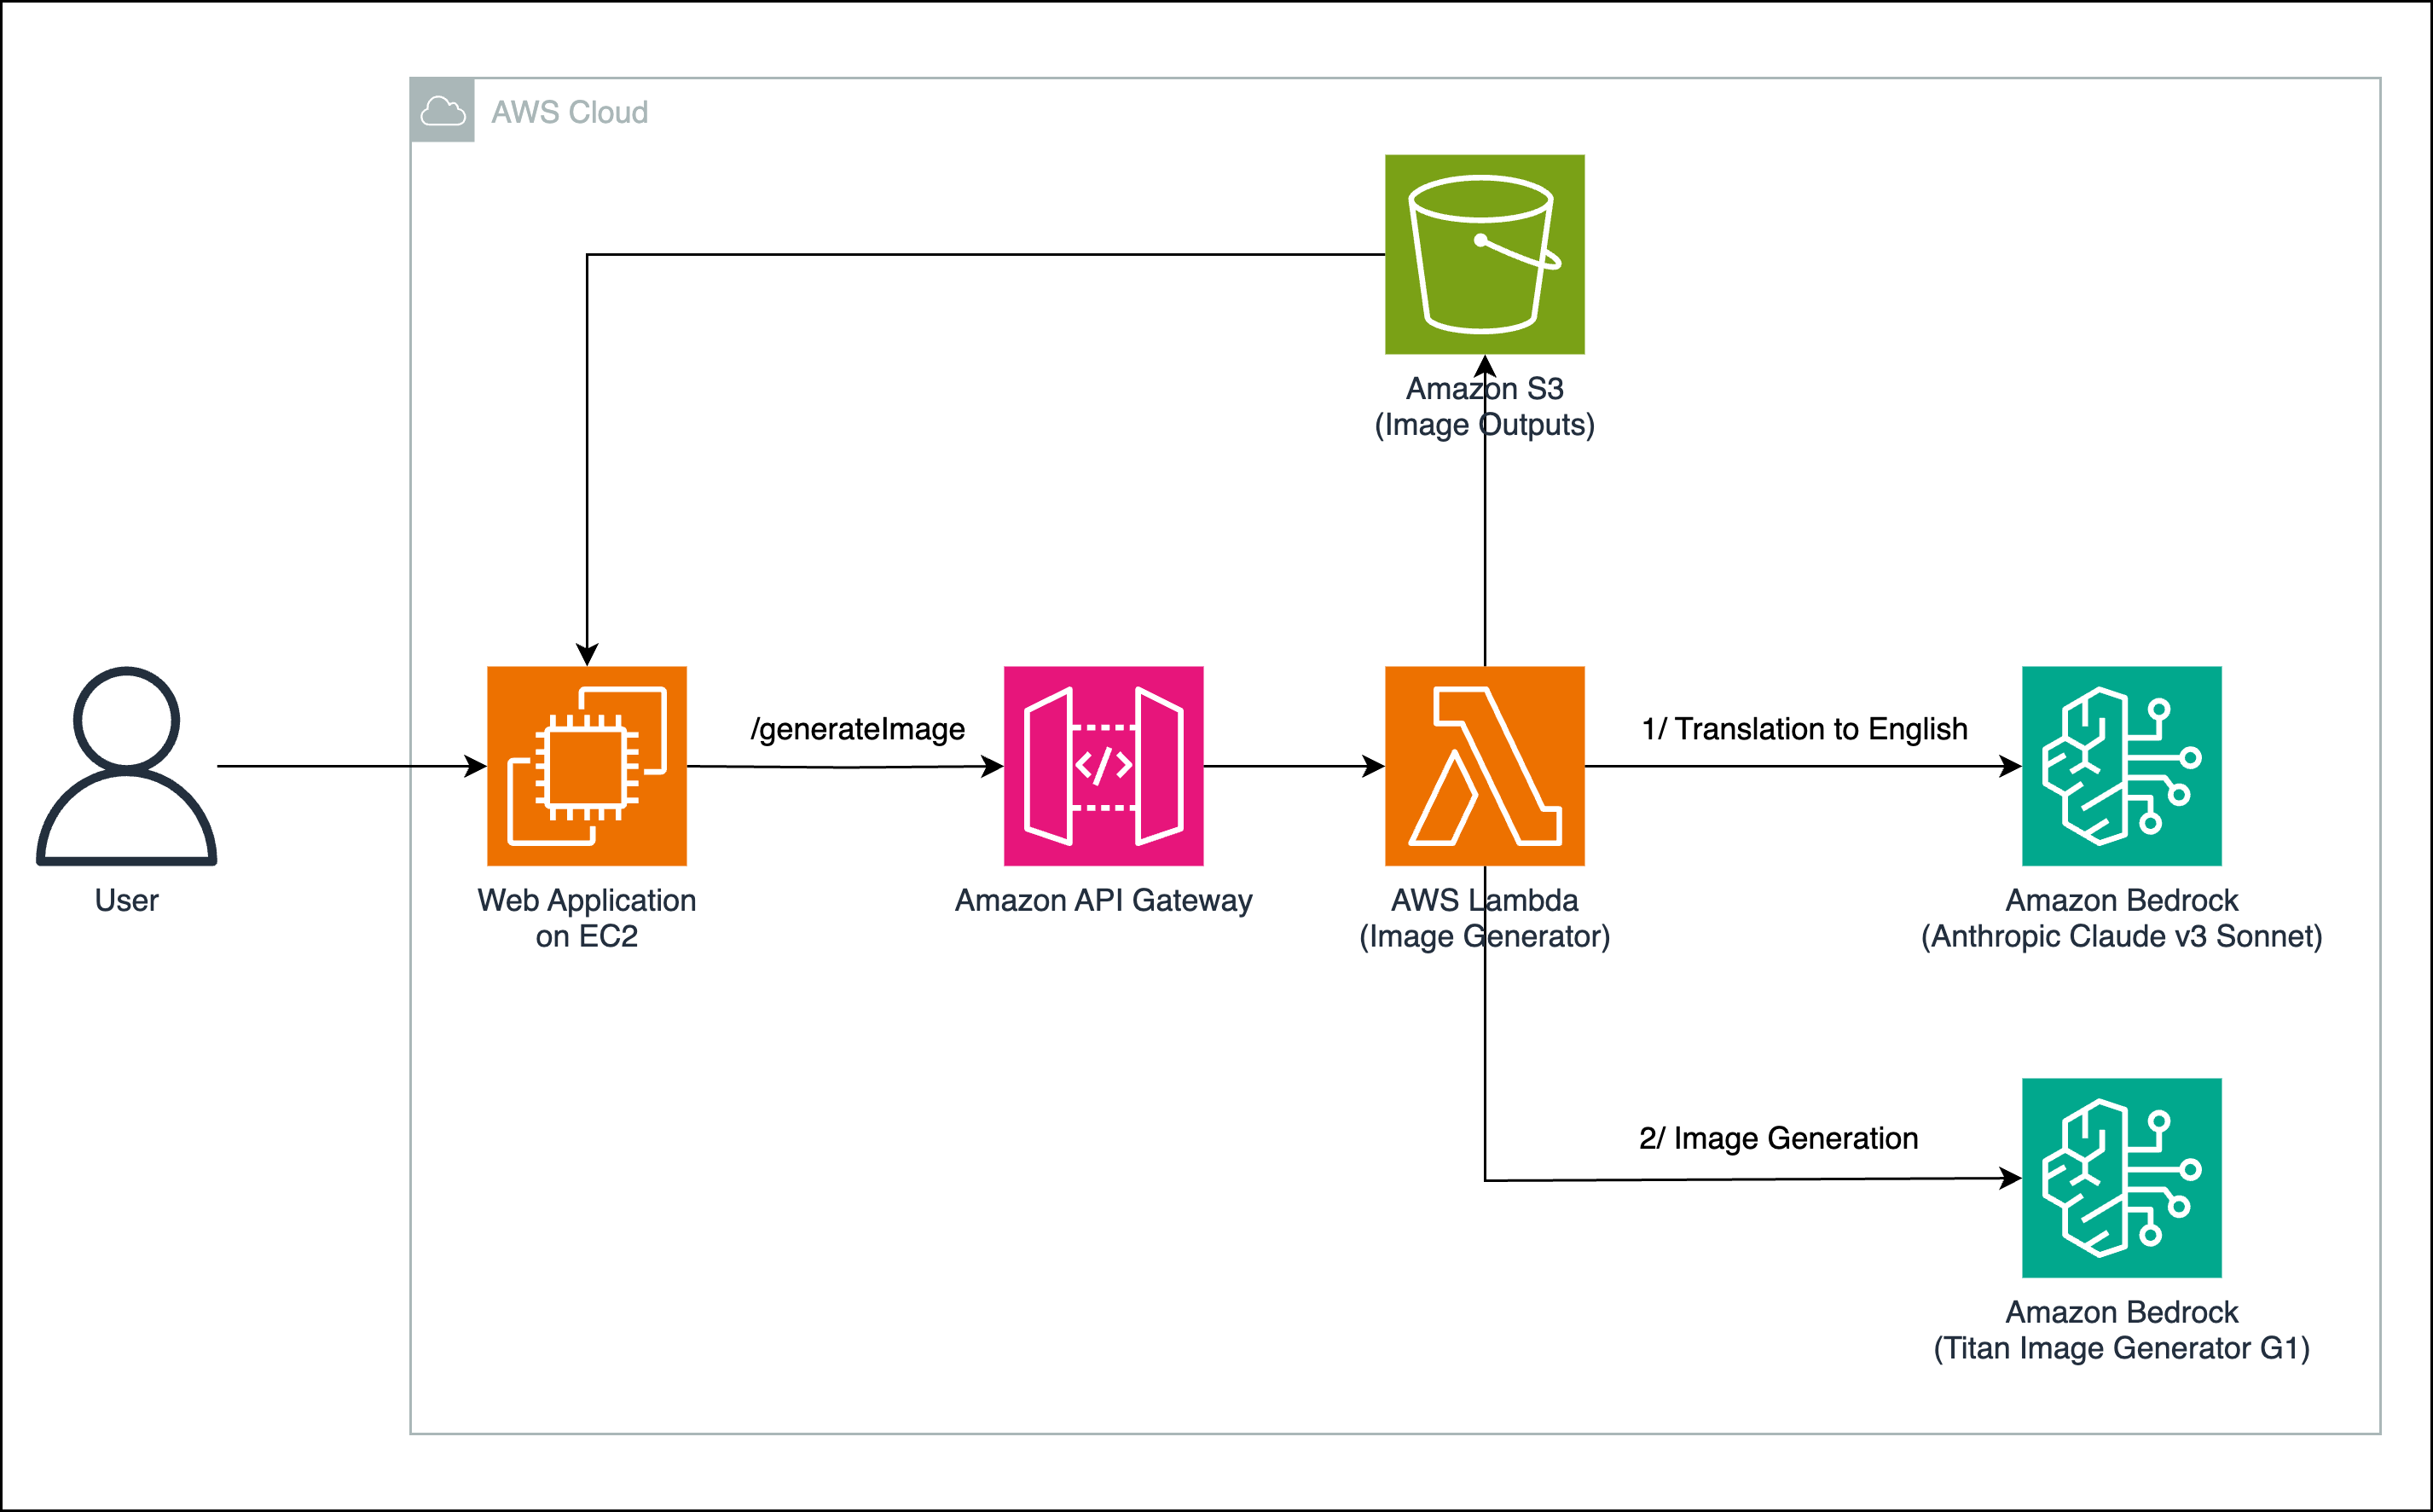 AWS Cloud
Amazon S3
(Image Outputs)
/generateImage
1/ Translation to English
User
Web Application
on EC2
Amazon API Gateway
AWS Lambda
(Image Generator)
Amazon Bedrock
(Anthropic Claude v3 Sonnet)
2/ Image Generation
Amazon Bedrock
(Titan Image Generator G1)